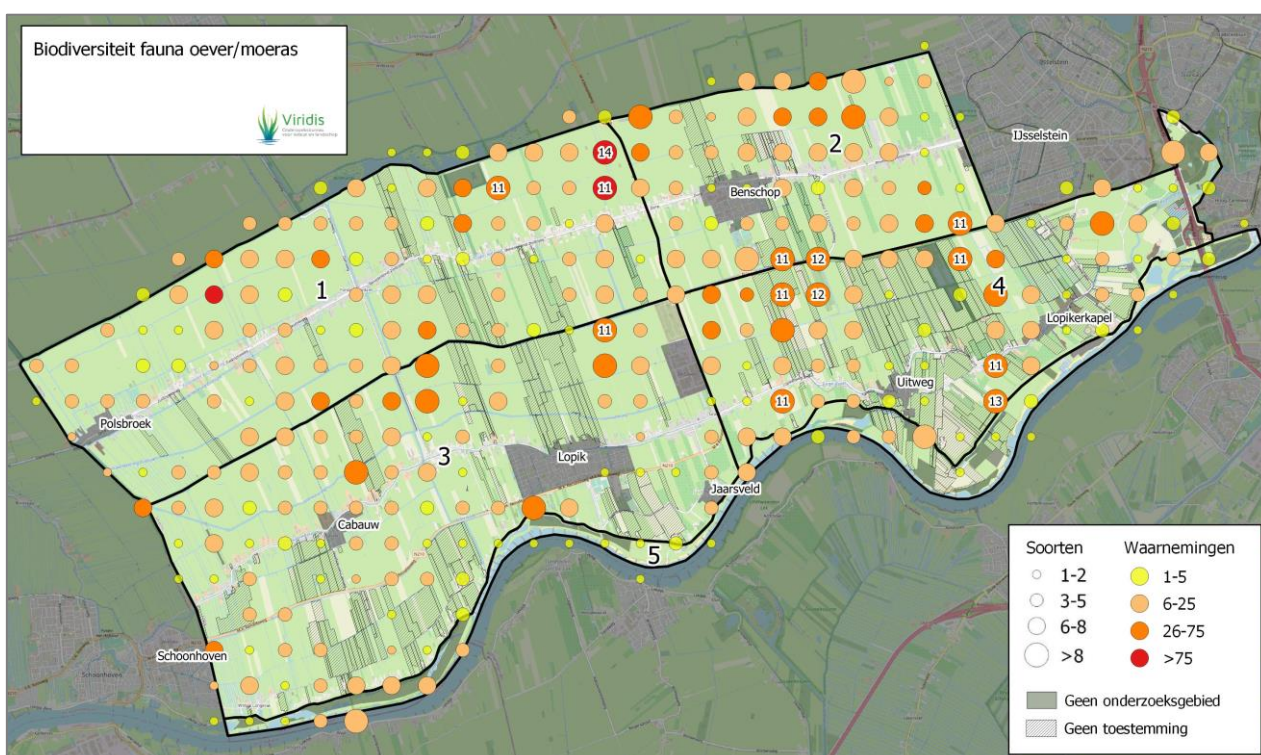 Biodiversiteit fauna oever/moeras
Viridis
IJsselstein
2
14
11
11
Benschop
11
1
11
12
11
4
11
12
Lopikerkapel
11
11
Uitweg
Polsbroek
11
13
3
Lopik
Jaarsveld
Cabauw
5
Schoonhoven
Schoonhoven
Soorten
Waarnemingen
1-2
1-5
3-5
6-25
6-8
26-75
>8
>75
Geen onderzoeksgebied
Geen toestemming